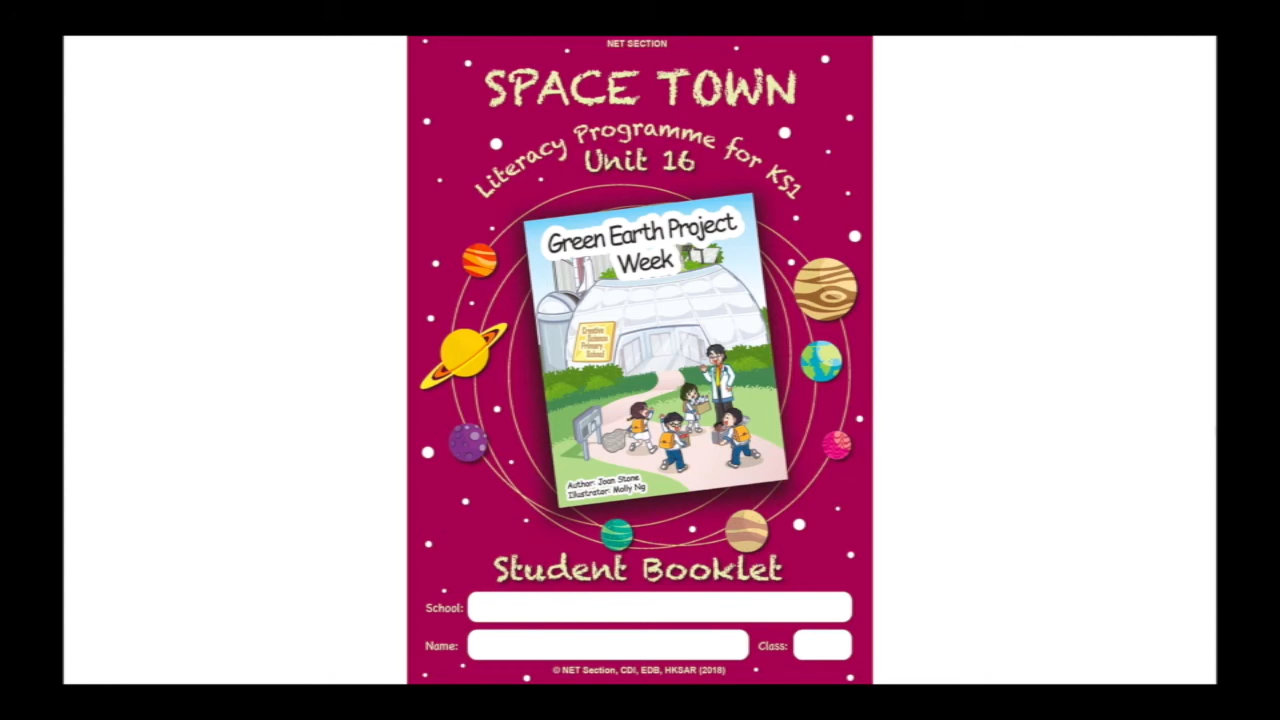 NET SECTION
SPACE TOWN
Literacy Programme for KS1
Unit 16
Green Earth Project
Week
Creative
Science
Primary
School
Author: Joan Stone
Illustrator: Molly Ng
Student Booklet
School:
Name:
Class:
© NET Section, CDI, EDB, HKSAR (2018)